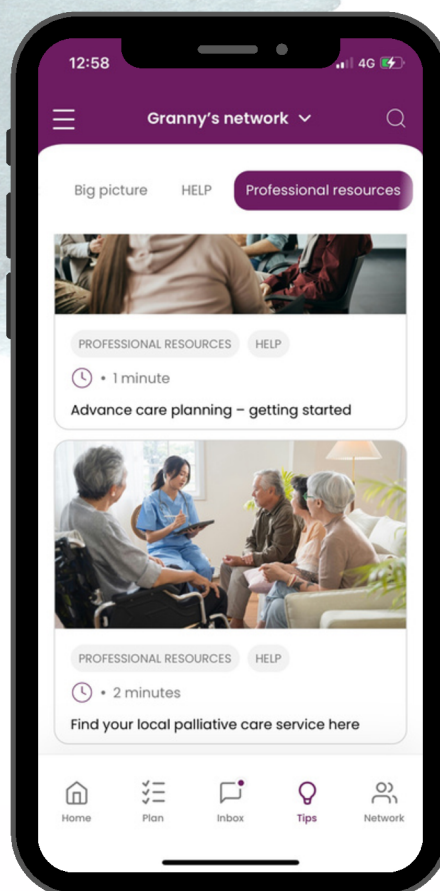 12:58
4G
Granny's network
Big picture HELP Professional resources
PROFESSIONAL RESOURCES HELP
• 1 minute
Advance care planning – getting started
PROFESSIONAL RESOURCES HELP
• 2 minutes
Find your local palliative care service here
Home Plan Inbox Tips Network